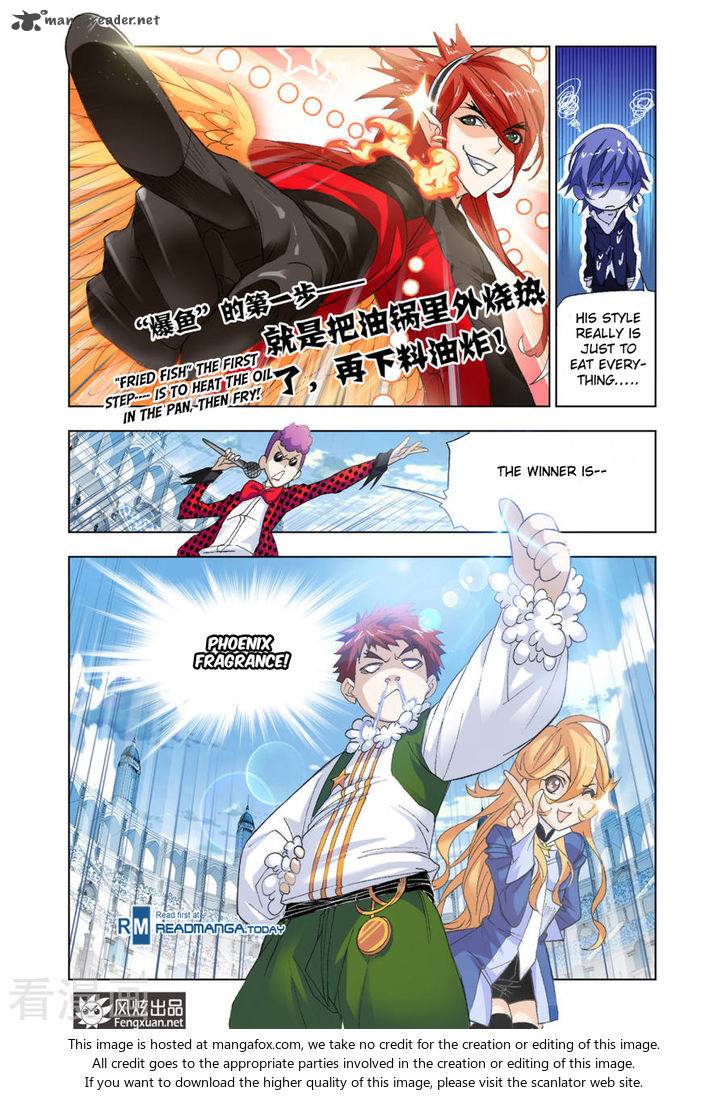 mangareader.net
“爆鱼”的第一步——
就是把油锅里外烧热
了，再下料油炸！
"FRIED FISH" THE FIRST
STEP---- IS TO HEAT THE OIL
IN THE PAN, THEN FRY!
HIS STYLE
REALLY IS
JUST TO
EAT EVERY-
THING.....
THE WINNER IS--
PHOENIX
FRAGRANCE!
RM Read first at
READMANGA.TODAY
看漫画
风炫出品
Fengxuan.net
This image is hosted at mangafox.com, we take no credit for the creation or editing of this image.
All credit goes to the appropriate parties involved in the creation or editing of this image.
If you want to download the higher quality of this image, please visit the scanlator web site.